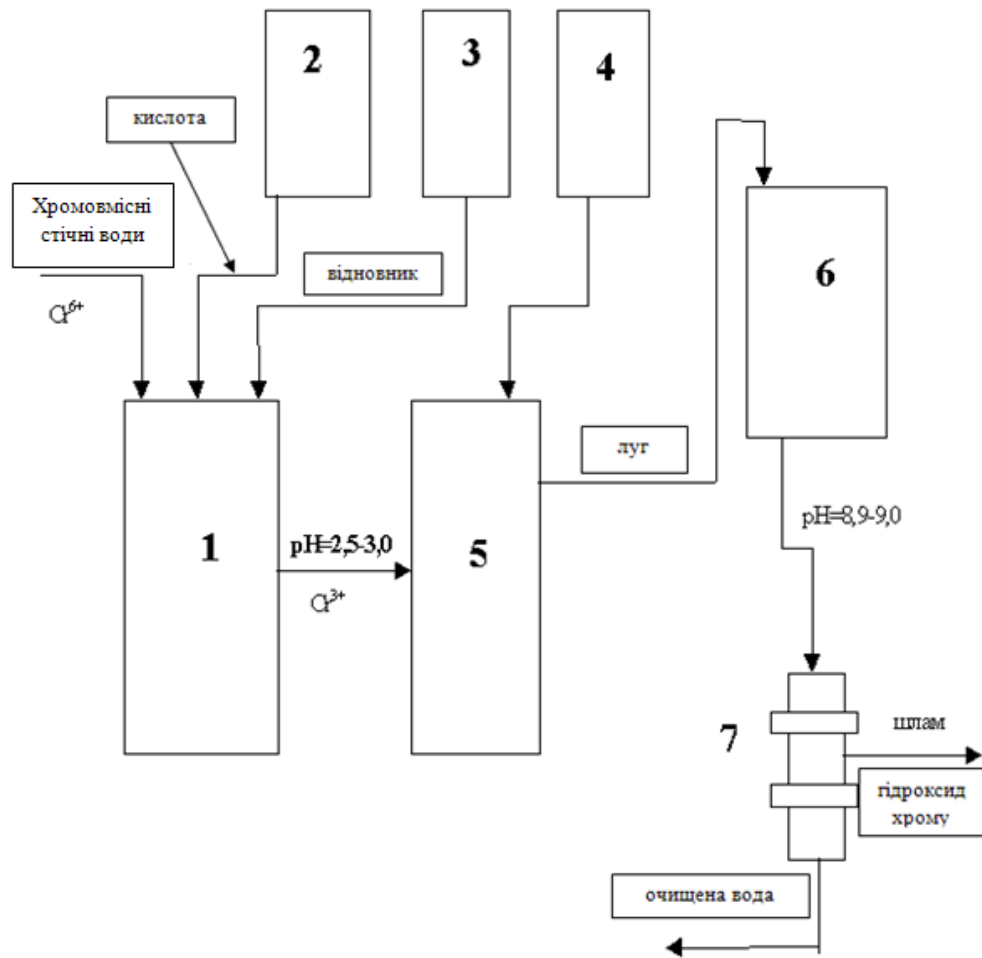 2
3
4
кислота
Хромовмісні
стічні води
відновник
Cr⁶⁺
6
луг
pH=8,9-9,0
1
pH=2,5-3,0
5
Cr³⁺
7
шлам
гідроксид
хрому
очищена вода